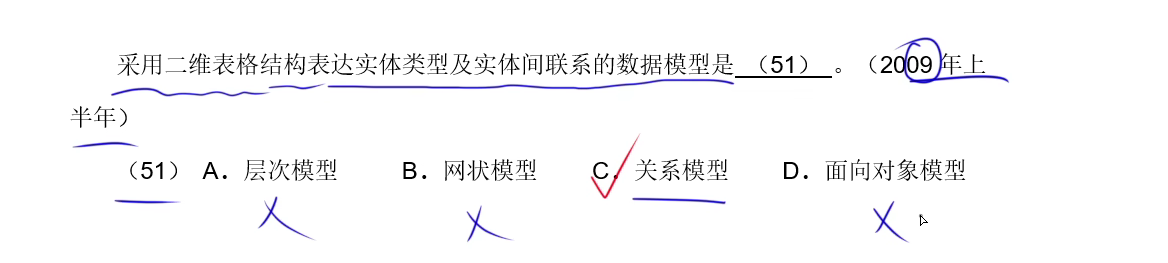 采用二维表格结构表达实体类型及实体间联系的数据模型是 （51） 。（2009 年上
半年）
（51） A．层次模型 B．网状模型 C．关系模型 D．面向对象模型